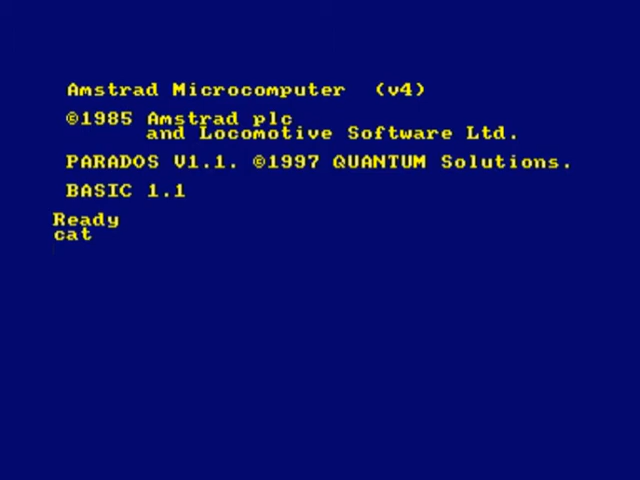 Amstrad Microcomputer (v4)
©1985 Amstrad plc
and Locomotive Software Ltd.
PARADOS V1.1. ©1997 QUANTUM Solutions.
BASIC 1.1
Ready
cat